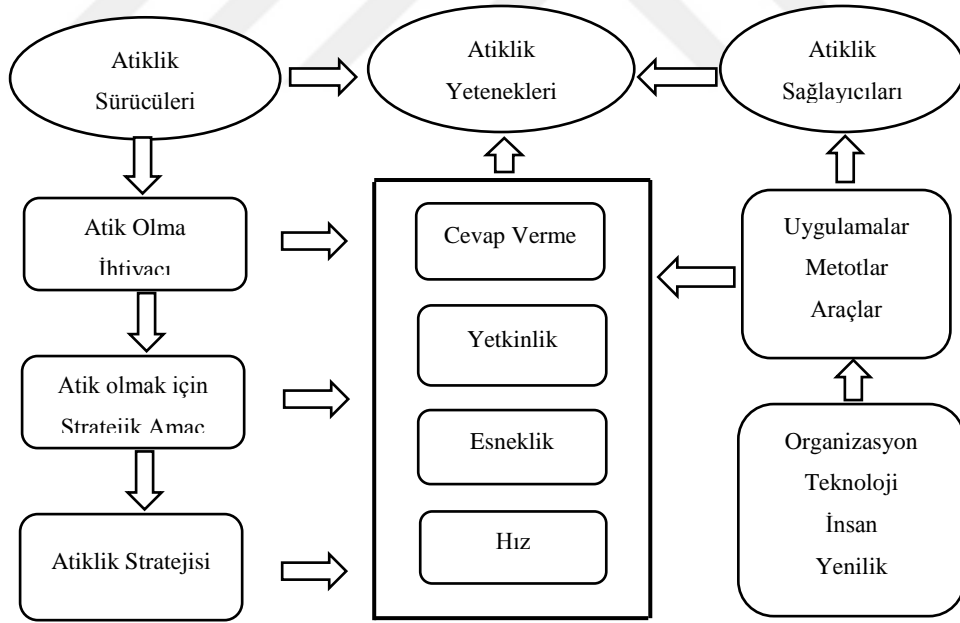 Atiklik
Sürücüleri
Atiklik
Yetenekleri
Atiklik
Sağlayıcıları
Atik Olma
İhtiyacı
Cevap Verme
Uygulamalar
Metotlar
Araçlar
Yetkinlik
Atik olmak için
Stratejik Amaç
Esneklik
Organizasyon
Teknoloji
İnsan
Yenilik
Atiklik Stratejisi
Hız